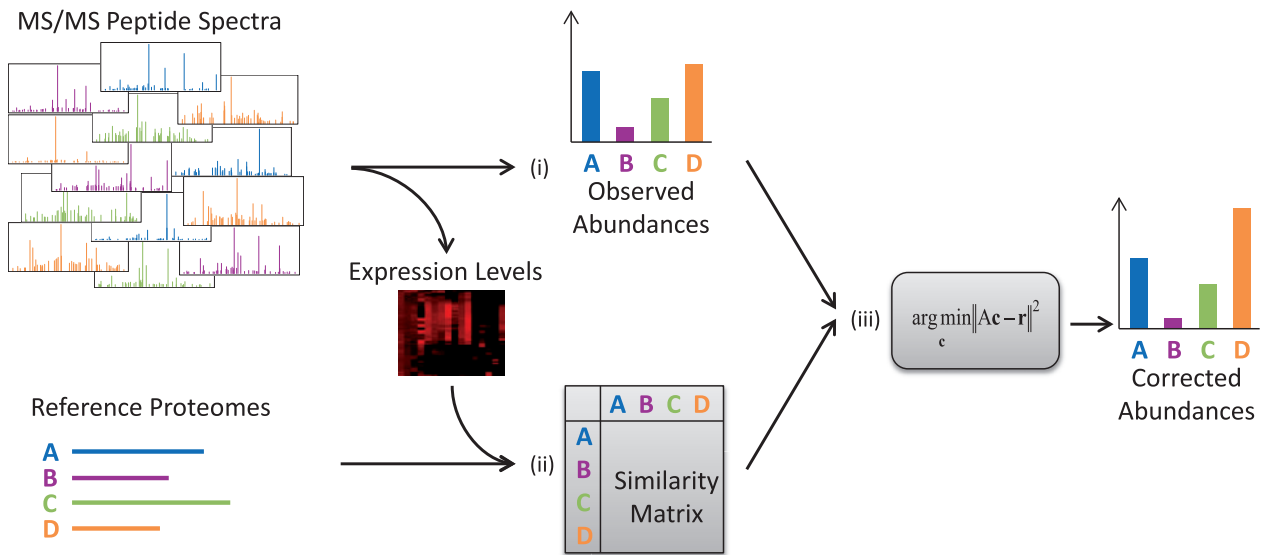 MS/MS Peptide Spectra
(i)
A B C D
Observed
Abundances
Expression Levels
Reference Proteomes
A
B
C
D
(ii)
A B C D
A
B
C
D
Similarity
Matrix
(iii)
arg min‖Ac − r‖²
c
A B C D
Corrected
Abundances